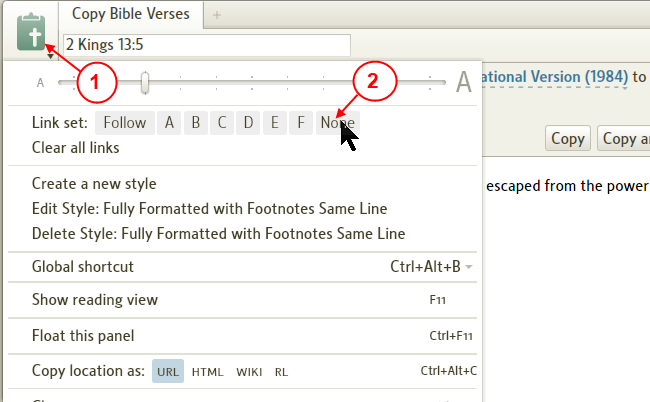 Copy Bible Verses +
2 Kings 13:5
1
2
A A
ational Version (1984) to
Link set: Follow A B C D E F None
Copy Copy a
Clear all links
Create a new style
escaped from the power
Edit Style: Fully Formatted with Footnotes Same Line
Delete Style: Fully Formatted with Footnotes Same Line
Global shortcut Ctrl+Alt+B
Show reading view F11
Float this panel Ctrl+F11
Copy location as: URL HTML WIKI RL Ctrl+Alt+C